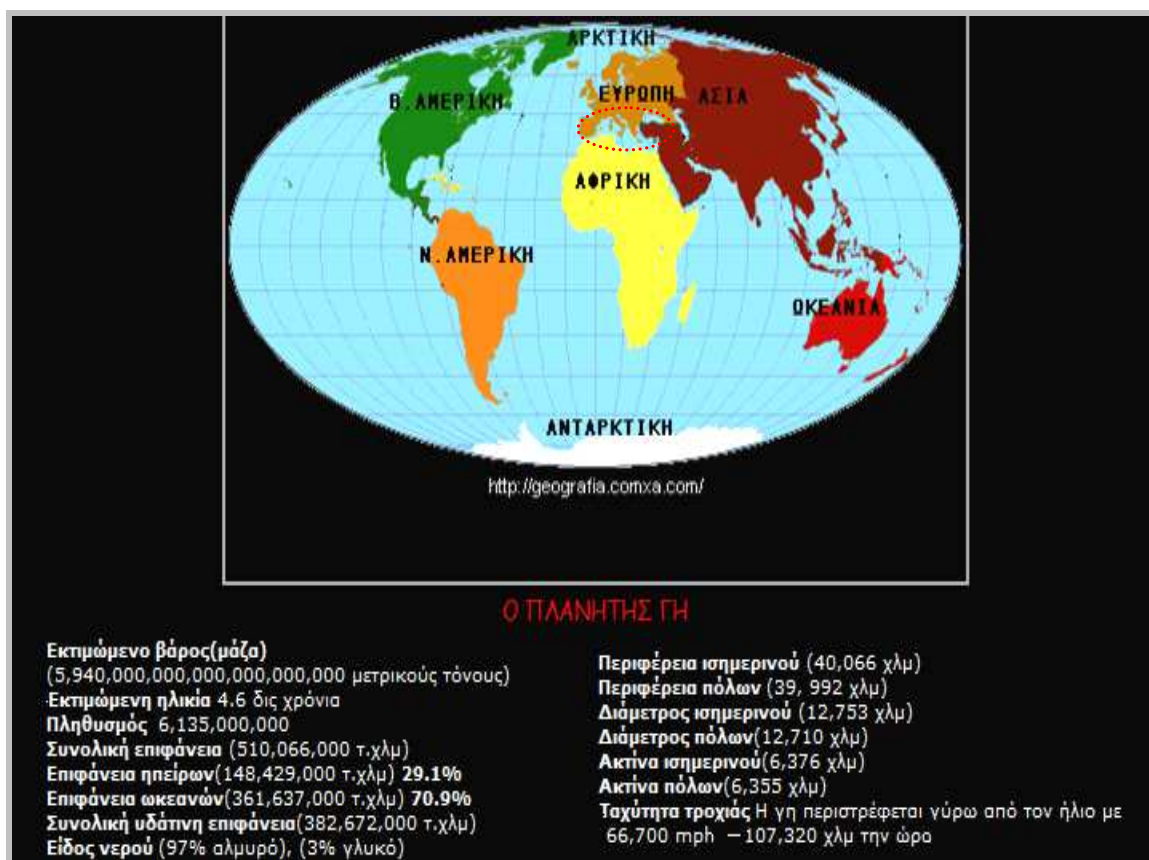 ΑΡΚΤΙΚΗ
Β.ΑΜΕΡΙΚΗ
ΕΥΡΩΠΗ
ΑΣΙΑ
ΑΦΡΙΚΗ
Ν.ΑΜΕΡΙΚΗ
ΩΚΕΑΝΙΑ
ΑΝΤΑΡΚΤΙΚΗ
http://geografia.comxa.com/
Ο ΠΛΑΝΗΤΗΣ ΓΗ
Εκτιμώμενο βάρος(μάζα)
(5,940,000,000,000,000,000,000 μετρικούς τόνους)
Εκτιμώμενη ηλικία 4.6 δις χρόνια
Πληθυσμός 6,135,000,000
Συνολική επιφάνεια (510,066,000 τ.χλμ)
Επιφάνεια ηπείρων(148,429,000 τ.χλμ) 29.1%
Επιφάνεια ωκεανών(361,637,000 τ.χλμ) 70.9%
Συνολική υδάτινη επιφάνεια(382,672,000 τ.χλμ)
Είδος νερού (97% αλμυρό), (3% γλυκό)
Περιφέρεια ισημερινού (40,066 χλμ)
Περιφέρεια πόλων (39, 992 χλμ)
Διάμετρος ισημερινού (12,753 χλμ)
Διάμετρος πόλων(12,710 χλμ)
Ακτίνα ισημερινού(6,376 χλμ)
Ακτίνα πόλων(6,355 χλμ)
Ταχύτητα τροχιάς Η γη περιστρέφεται γύρω από τον ήλιο με
66,700 mph –107,320 χλμ την ώρα